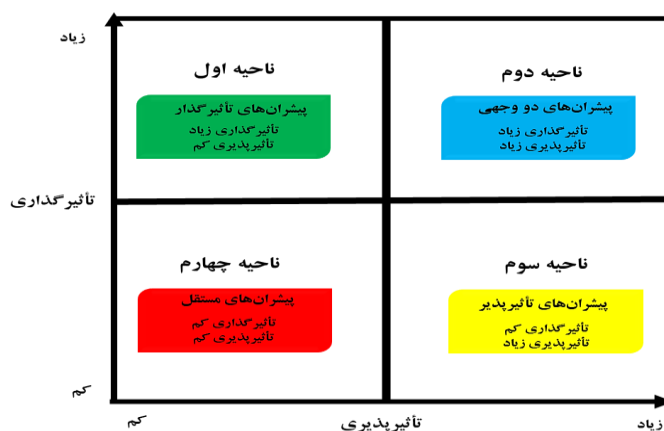 زیاد
ناحیه اول
پیشران‌های تأثیرگذار
تأثیرگذاری زیاد
تأثیرپذیری کم
ناحیه دوم
پیشران‌های دو وجهی
تأثیرگذاری زیاد
تأثیرپذیری زیاد
تأثیرگذاری
ناحیه چهارم
پیشران‌های مستقل
تأثیرگذاری کم
تأثیرپذیری کم
ناحیه سوم
پیشران‌های تأثیرپذیر
تأثیرگذاری کم
تأثیرپذیری زیاد
کم
کم
تأثیرپذیری
زیاد